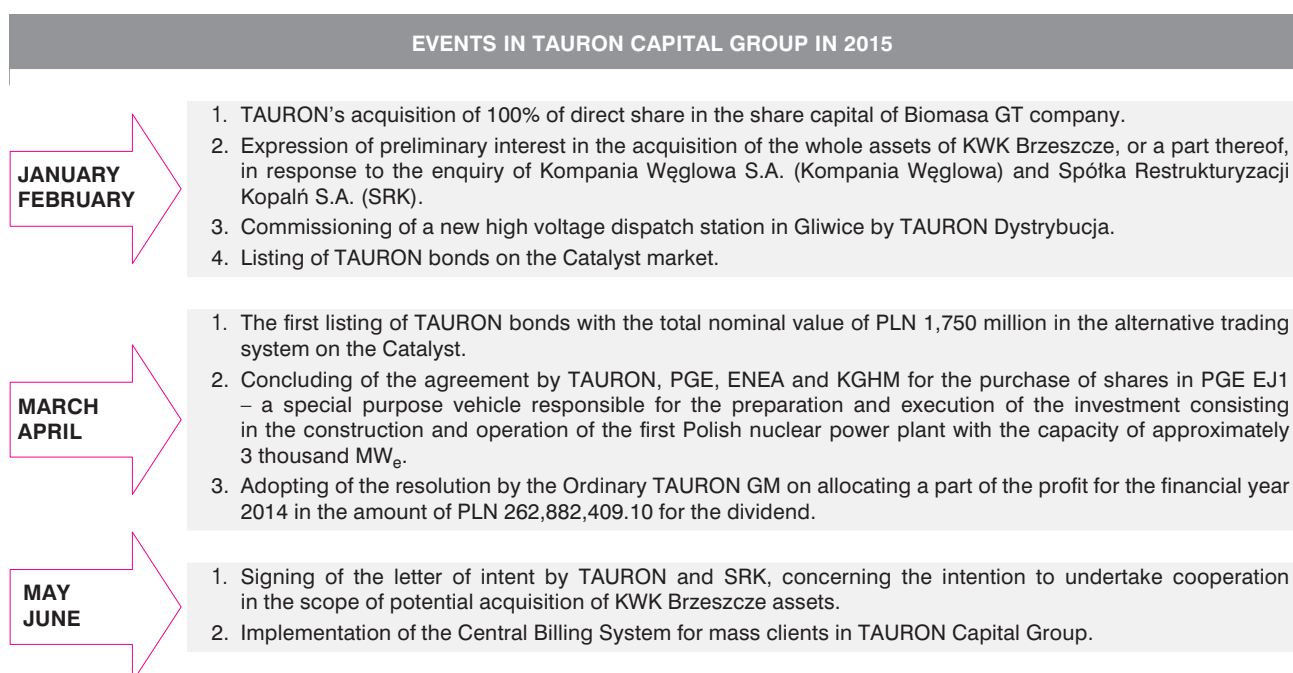 EVENTS IN TAURON CAPITAL GROUP IN 2015
JANUARY
FEBRUARY
1. TAURON's acquisition of 100% of direct share in the share capital of Biomasa GT company.
2. Expression of preliminary interest in the acquisition of the whole assets of KWK Brzeszcze, or a part thereof,
in response to the enquiry of Kompania Węglowa S.A. (Kompania Węglowa) and Spółka Restrukturyzacji
Kopalń S.A. (SRK).
3. Commissioning of a new high voltage dispatch station in Gliwice by TAURON Dystrybucja.
4. Listing of TAURON bonds on the Catalyst market.
MARCH
APRIL
1. The first listing of TAURON bonds with the total nominal value of PLN 1,750 million in the alternative trading
system on the Catalyst.
2. Concluding of the agreement by TAURON, PGE, ENEA and KGHM for the purchase of shares in PGE EJ1
– a special purpose vehicle responsible for the preparation and execution of the investment consisting
in the construction and operation of the first Polish nuclear power plant with the capacity of approximately
3 thousand MWe.
3. Adopting of the resolution by the Ordinary TAURON GM on allocating a part of the profit for the financial year
2014 in the amount of PLN 262,882,409.10 for the dividend.
MAY
JUNE
1. Signing of the letter of intent by TAURON and SRK, concerning the intention to undertake cooperation
in the scope of potential acquisition of KWK Brzeszcze assets.
2. Implementation of the Central Billing System for mass clients in TAURON Capital Group.